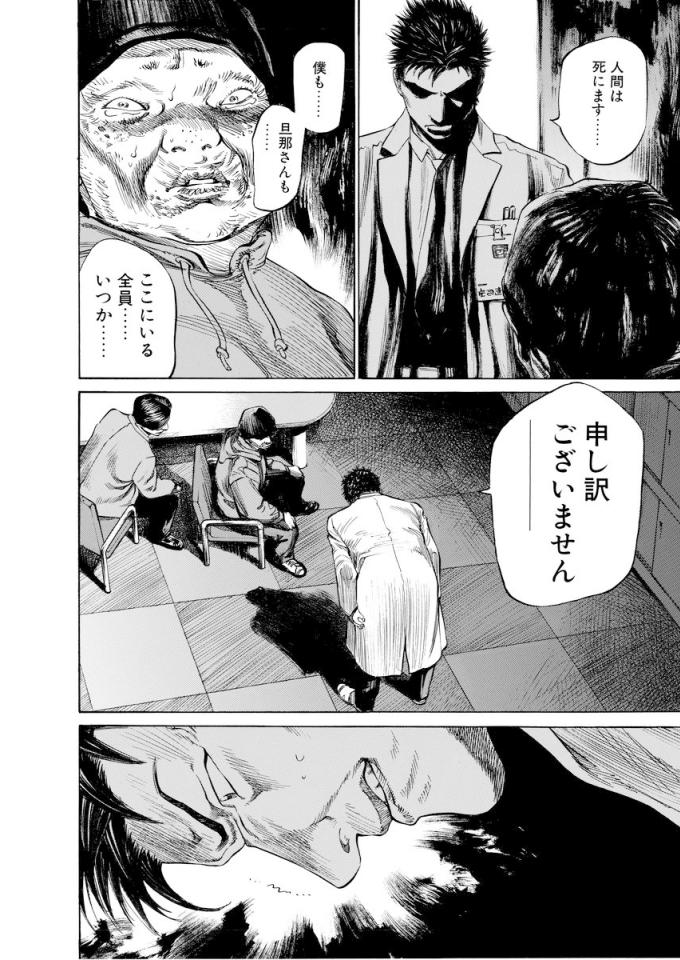 人間は
死にます……
僕も……
旦那さんも
……
ここにいる
全員……
いつか……
申し訳
ございません
──